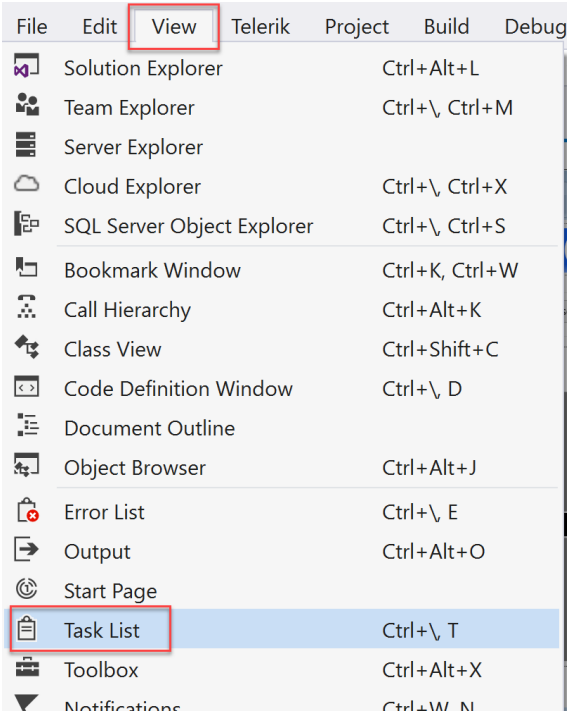 File Edit View Telerik Project Build Debug
Solution Explorer Ctrl+Alt+L
Team Explorer Ctrl+\, Ctrl+M
Server Explorer
Cloud Explorer Ctrl+\, Ctrl+X
SQL Server Object Explorer Ctrl+\, Ctrl+S
Bookmark Window Ctrl+K, Ctrl+W
Call Hierarchy Ctrl+Alt+K
Class View Ctrl+Shift+C
Code Definition Window Ctrl+\, D
Document Outline
Object Browser Ctrl+Alt+J
Error List Ctrl+\, E
Output Ctrl+Alt+O
Start Page
Task List Ctrl+\, T
Toolbox Ctrl+Alt+X
Notifications Ctrl+W, N